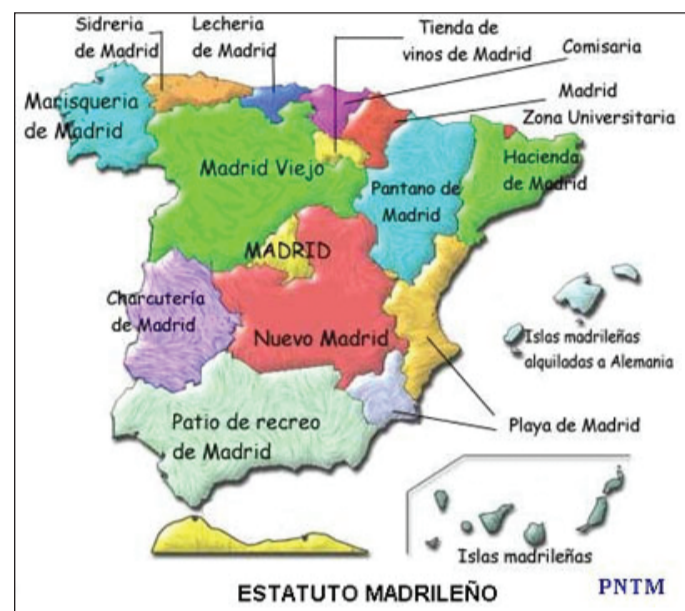 Sidreria
de Madrid
Lecheria
de Madrid
Tienda de
vinos de Madrid
Comisaria
Madrid
Zona Universitaria
Marisqueria
de Madrid
Madrid Viejo
Pantano de
Madrid
Hacienda
de Madrid
MADRID
Charcutería
de Madrid
Nuevo Madrid
Islas madrileñas
alquiladas a Alemania
Patio de recreo
de Madrid
Playa de Madrid
Islas madrileñas
ESTATUTO MADRILEÑO
PNTM